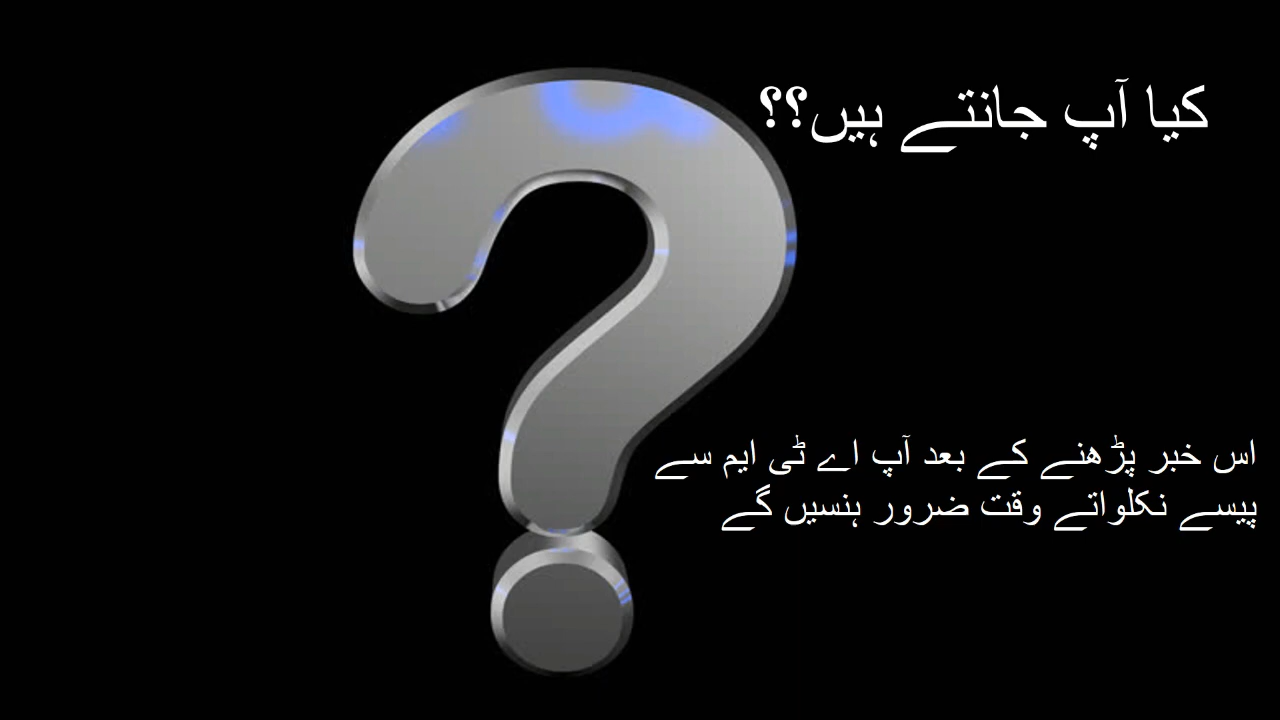 کیا آپ جانتے ہیں؟؟
اس خبر پڑھنے کے بعد آپ اے ٹی ایم سے
پیسے نکلواتے وقت ضرور ہنسیں گے